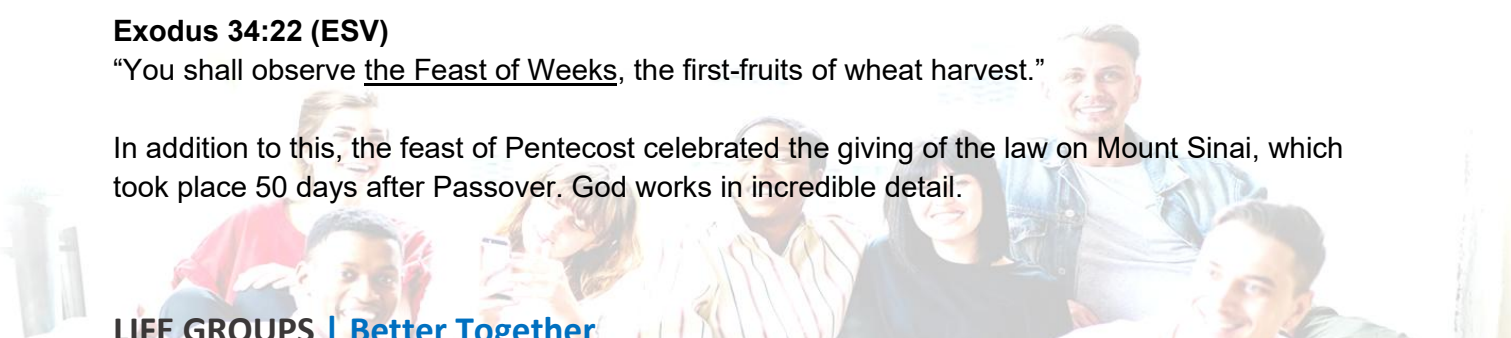 Exodus 34:22 (ESV)
“You shall observe the Feast of Weeks, the first-fruits of wheat harvest.”
In addition to this, the feast of Pentecost celebrated the giving of the law on Mount Sinai, which
took place 50 days after Passover. God works in incredible detail.
LIFE GROUPS | Better Together